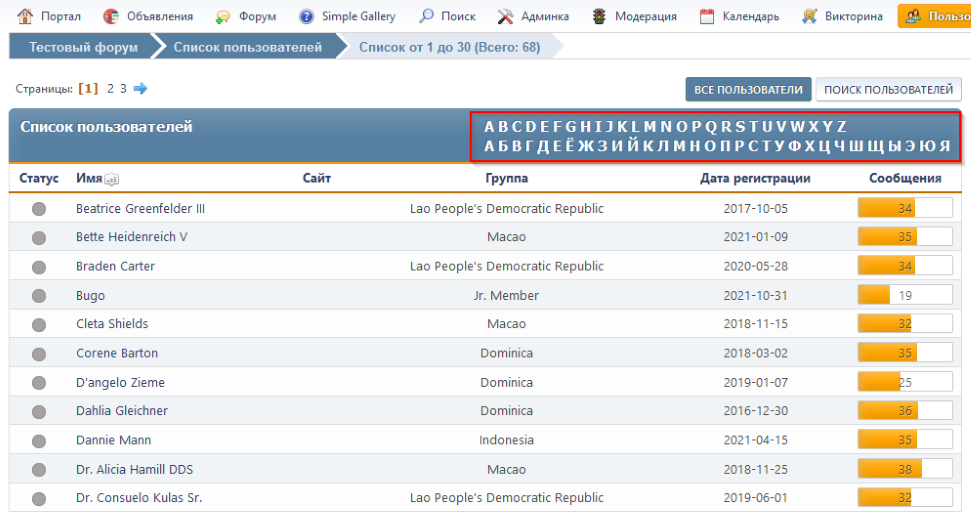 Портал Объявления Форум Simple Gallery Поиск Админка Модерация Календарь Викторина Пользо
Тестовый форум Список пользователей Список от 1 до 30 (Всего: 68)
Страницы: [1] 2 3 ВСЕ ПОЛЬЗОВАТЕЛИ ПОИСК ПОЛЬЗОВАТЕЛЕЙ
Список пользователей A B C D E F G H I J K L M N O P Q R S T U V W X Y Z
А Б В Г Д Е Ё Ж З И Й К Л М Н О П Р С Т У Ф Х Ц Ч Ш Щ Ы Э Ю Я
Статус Имя Сайт Группа Дата регистрации Сообщения
Beatrice Greenfelder III Lao People's Democratic Republic 2017-10-05 34
Bette Heidenreich V Macao 2021-01-09 35
Braden Carter Lao People's Democratic Republic 2020-05-28 34
Bugo Jr. Member 2021-10-31 19
Cleta Shields Macao 2018-11-15 32
Corene Barton Dominica 2018-03-02 35
D'angelo Zieme Dominica 2019-01-07 25
Dahlia Gleichner Dominica 2016-12-30 36
Dannie Mann Indonesia 2021-04-15 35
Dr. Alicia Hamill DDS Macao 2018-11-25 38
Dr. Consuelo Kulas Sr. Lao People's Democratic Republic 2019-06-01 32